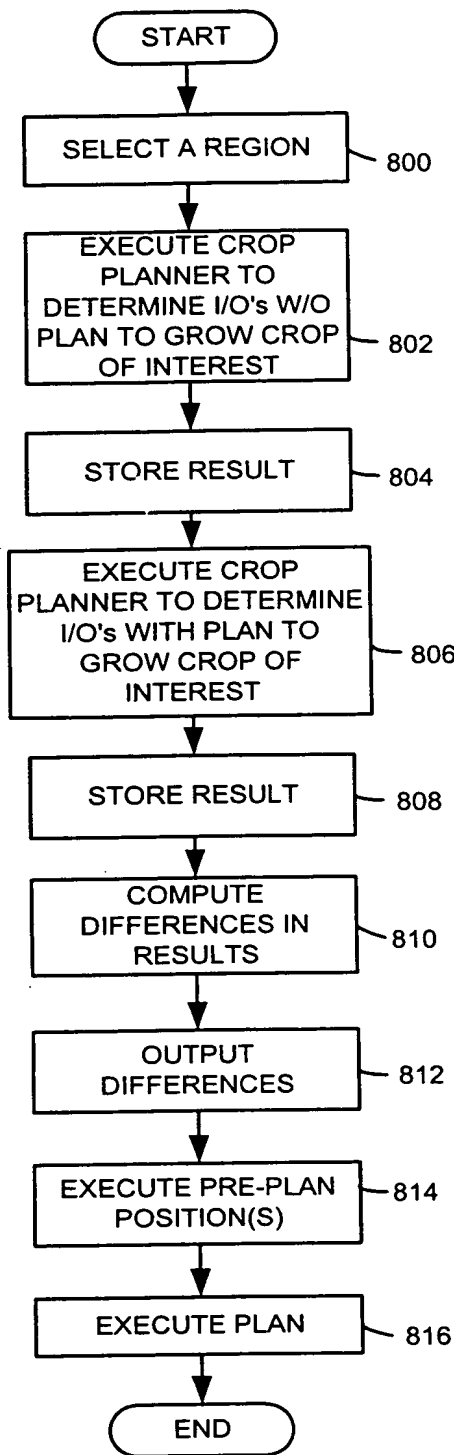 START
SELECT A REGION
800
EXECUTE CROP
PLANNER TO
DETERMINE I/O's W/O
PLAN TO GROW CROP
OF INTEREST
802
STORE RESULT
804
EXECUTE CROP
PLANNER TO DETERMINE
I/O's WITH PLAN TO
GROW CROP OF
INTEREST
806
STORE RESULT
808
COMPUTE
DIFFERENCES IN
RESULTS
810
OUTPUT
DIFFERENCES
812
EXECUTE PRE-PLAN
POSITION(S)
814
EXECUTE PLAN
816
END